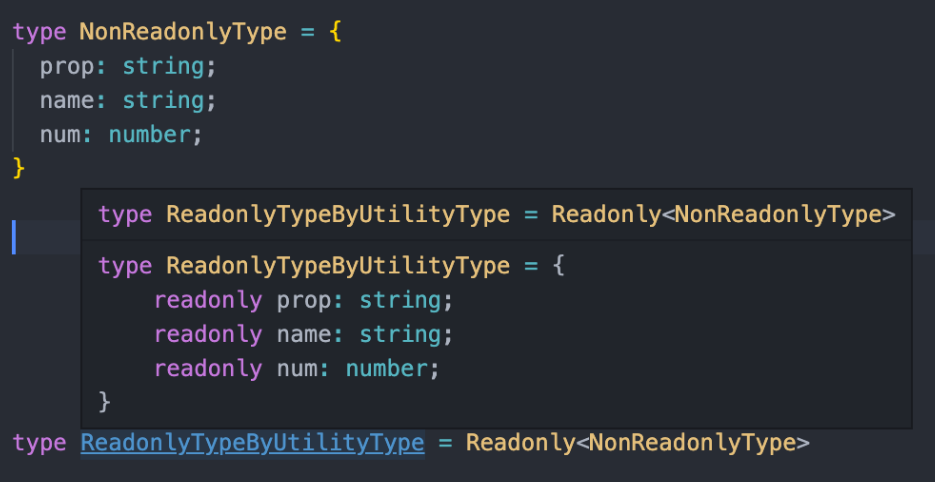 type NonReadonlyType = {
  prop: string;
  name: string;
  num: number;
}
type ReadonlyTypeByUtilityType = Readonly<NonReadonlyType>
type ReadonlyTypeByUtilityType = {
    readonly prop: string;
    readonly name: string;
    readonly num: number;
}
type ReadonlyTypeByUtilityType = Readonly<NonReadonlyType>